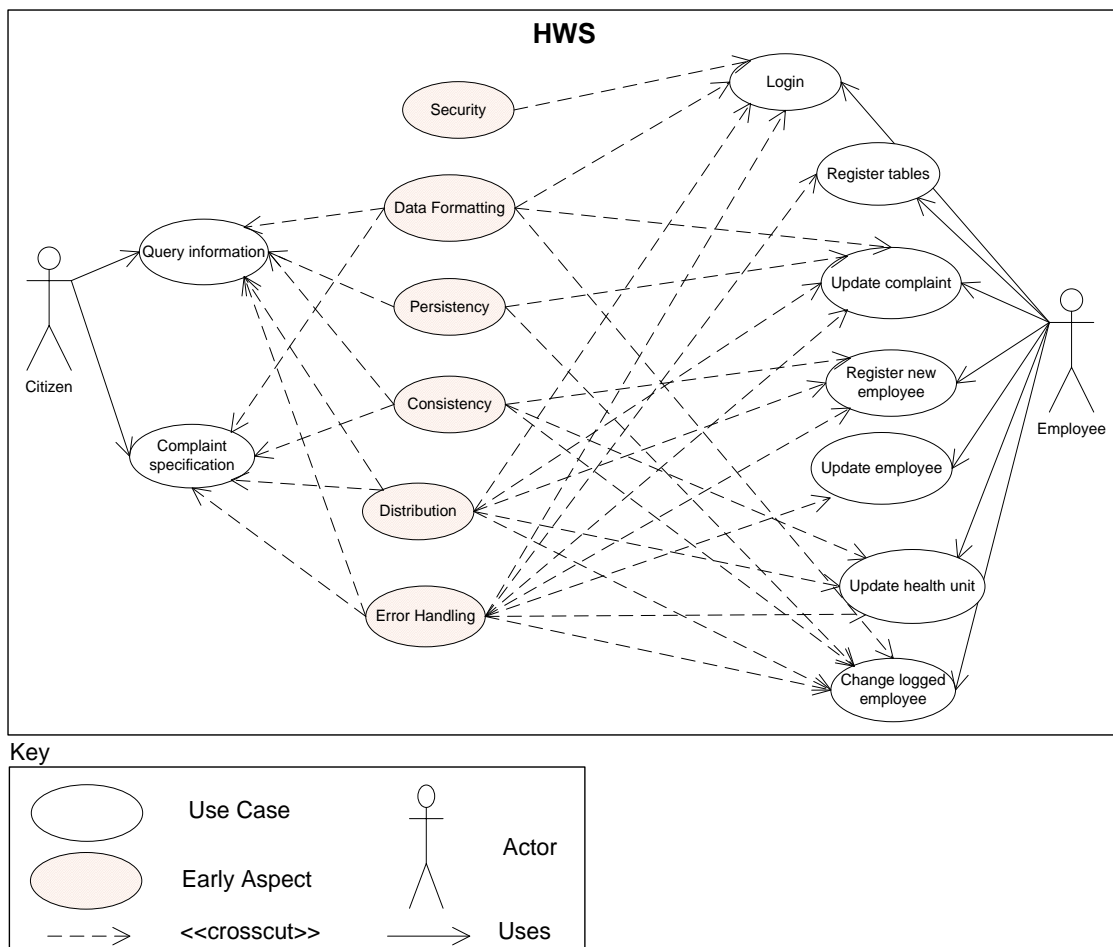 HWS
Security
Login
Register tables
Data Formatting
Query information
Update complaint
Persistency
Citizen
Register new
employee
Consistency
Employee
Complaint
specification
Update employee
Distribution
Update health unit
Error Handling
Change logged
employee
Key
Use Case
Actor
Early Aspect
<<crosscut>>
Uses